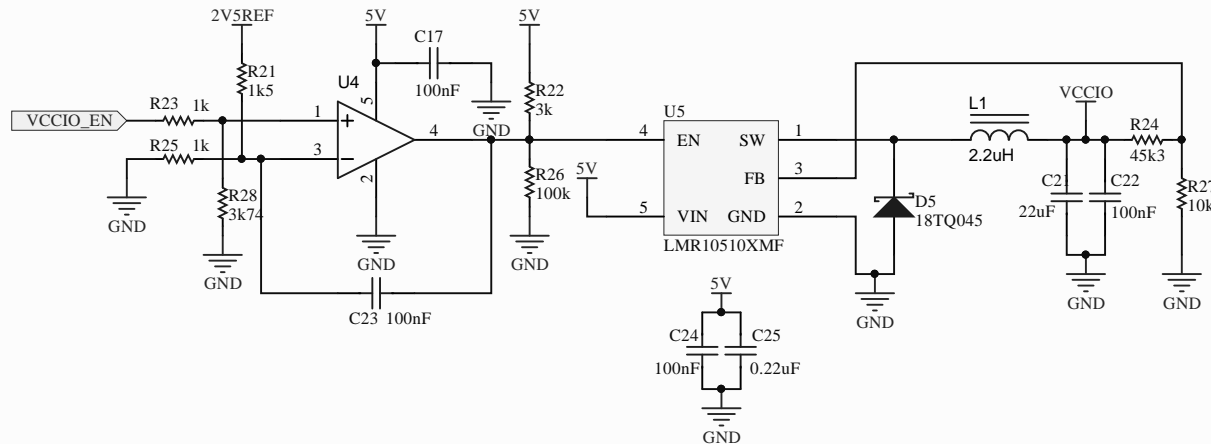 2V5REF
5V
5V
C17
100nF
GND
R21
1k5
U4
R22
3k
VCCIO_EN
R23 1k
1
5
4
R25 1k
3
2
GND
R28
3k74
GND
GND
R26
100k
GND
C23 100nF
U5
4 EN SW 1
FB 3
5V
5 VIN GND 2
LMR10510XMF
L1
2.2uH
VCCIO
R24
45k3
D5
18TQ045
GND
C21
22uF
C22
100nF
GND
R27
10k
GND
5V
C24
100nF
C25
0.22uF
GND